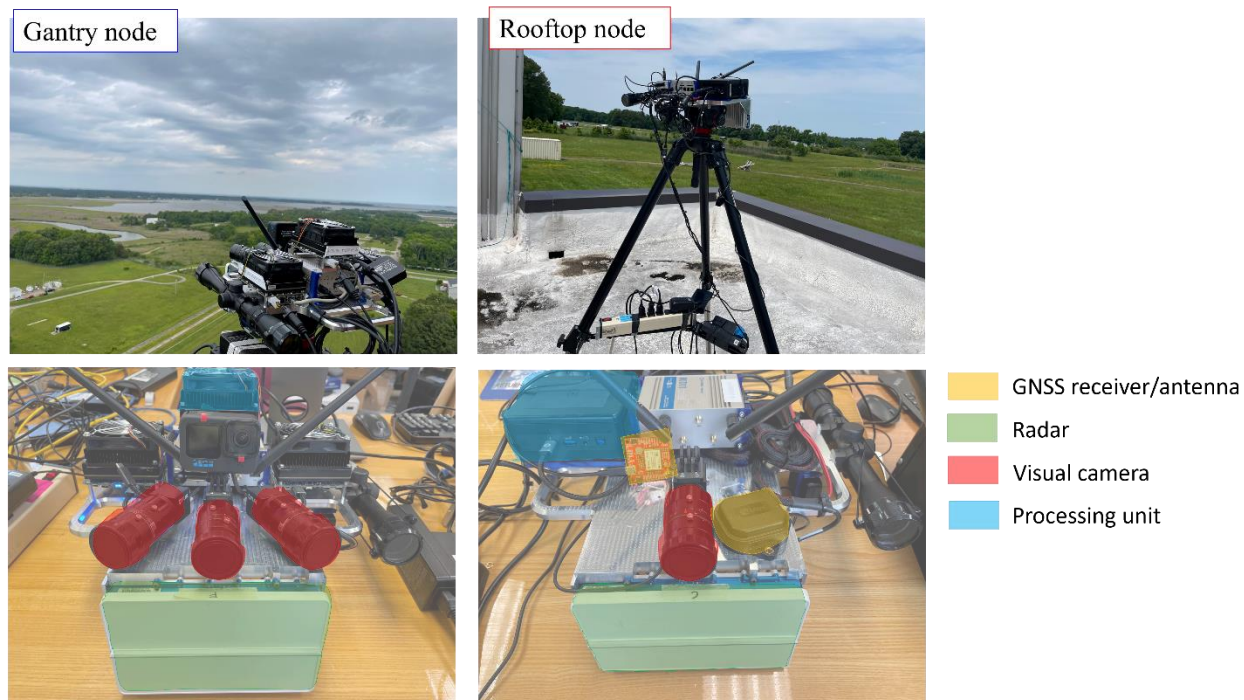 Gantry node
Rooftop node
GNSS receiver/antenna
Radar
Visual camera
Processing unit
F
C